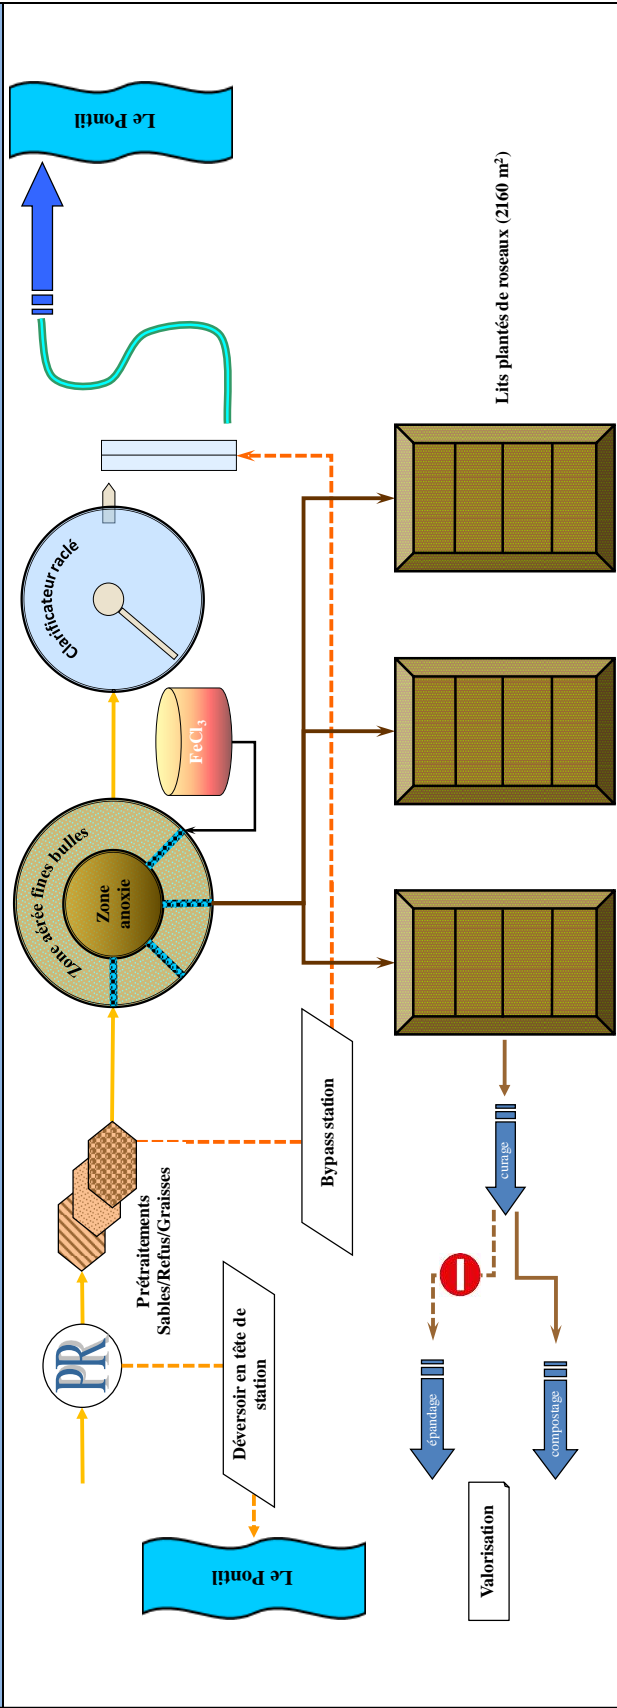 Le Pontil
PR
Déversoir en tête de
station
Prétraitements
Sables/Refus/Graisses
Bypass station
Zone aérée fines bulles
Zone
anoxie
FeCl₃
Clarificateur raclé
Le Pontil
Lits plantés de roseaux (2160 m²)
curage
épandage
compostage
Valorisation